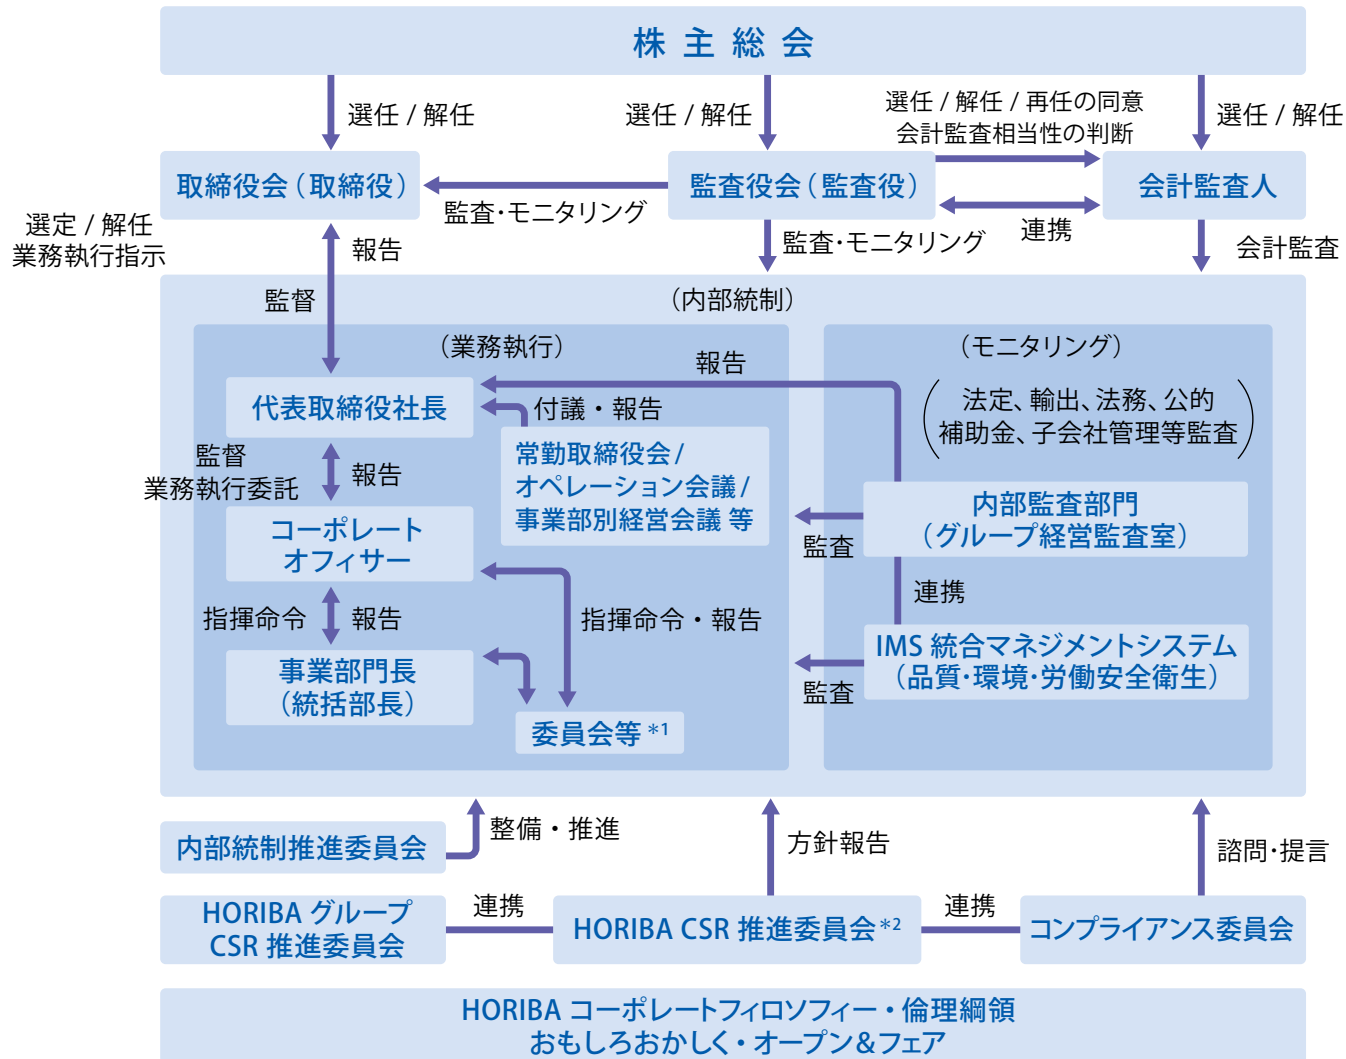 株主総会
選任 / 解任
選任 / 解任
選任 / 解任 / 再任の同意
会計監査相当性の判断
選任 / 解任
取締役会（取締役）
監査役会（監査役）
会計監査人
監査・モニタリング
連携
選定 / 解任
業務執行指示
報告
監査・モニタリング
会計監査
監督
（内部統制）
（業務執行）
（モニタリング）
報告
法定、輸出、法務、公的
補助金、子会社管理等監査
代表取締役社長
付議・報告
常勤取締役会 /
オペレーション会議 /
事業部別経営会議 等
監督
業務執行委託
報告
内部監査部門
（グループ経営監査室）
監査
コーポレート
オフィサー
連携
指揮命令
報告
指揮命令・報告
IMS 統合マネジメントシステム
（品質・環境・労働安全衛生）
監査
事業部門長
（統括部長）
委員会等 *1
内部統制推進委員会
整備・推進
方針報告
諮問・提言
HORIBA グループ
CSR 推進委員会
連携
HORIBA CSR 推進委員会 *2
連携
コンプライアンス委員会
HORIBA コーポレートフィロソフィー・倫理綱領
おもしろおかしく・オープン＆フェア